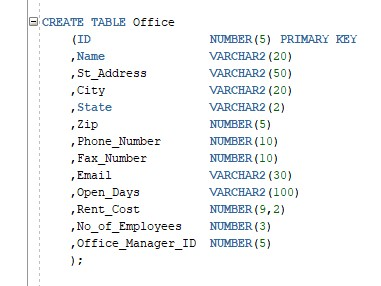 CREATE TABLE Office
(ID NUMBER(5) PRIMARY KEY
,Name VARCHAR2(20)
,St_Address VARCHAR2(50)
,City VARCHAR2(20)
,State VARCHAR2(2)
,Zip NUMBER(5)
,Phone_Number NUMBER(10)
,Fax_Number NUMBER(10)
,Email VARCHAR2(30)
,Open_Days VARCHAR2(100)
,Rent_Cost NUMBER(9,2)
,No_of_Employees NUMBER(3)
,Office_Manager_ID NUMBER(5)
);